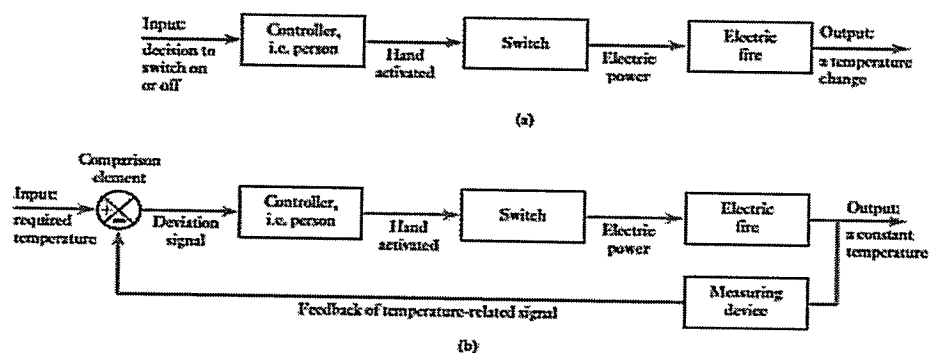 Input:
decision to
switch on
or off
Controller,
i.e. person
Hand
activated
Switch
Electric
power
Electric
fire
Output:
a temperature
change
(a)
Comparison
element
Input:
required
temperature
+
–
Deviation
signal
Controller,
i.e. person
Hand
activated
Switch
Electric
power
Electric
fire
Output:
a constant
temperature
Measuring
device
Feedback of temperature-related signal
(b)